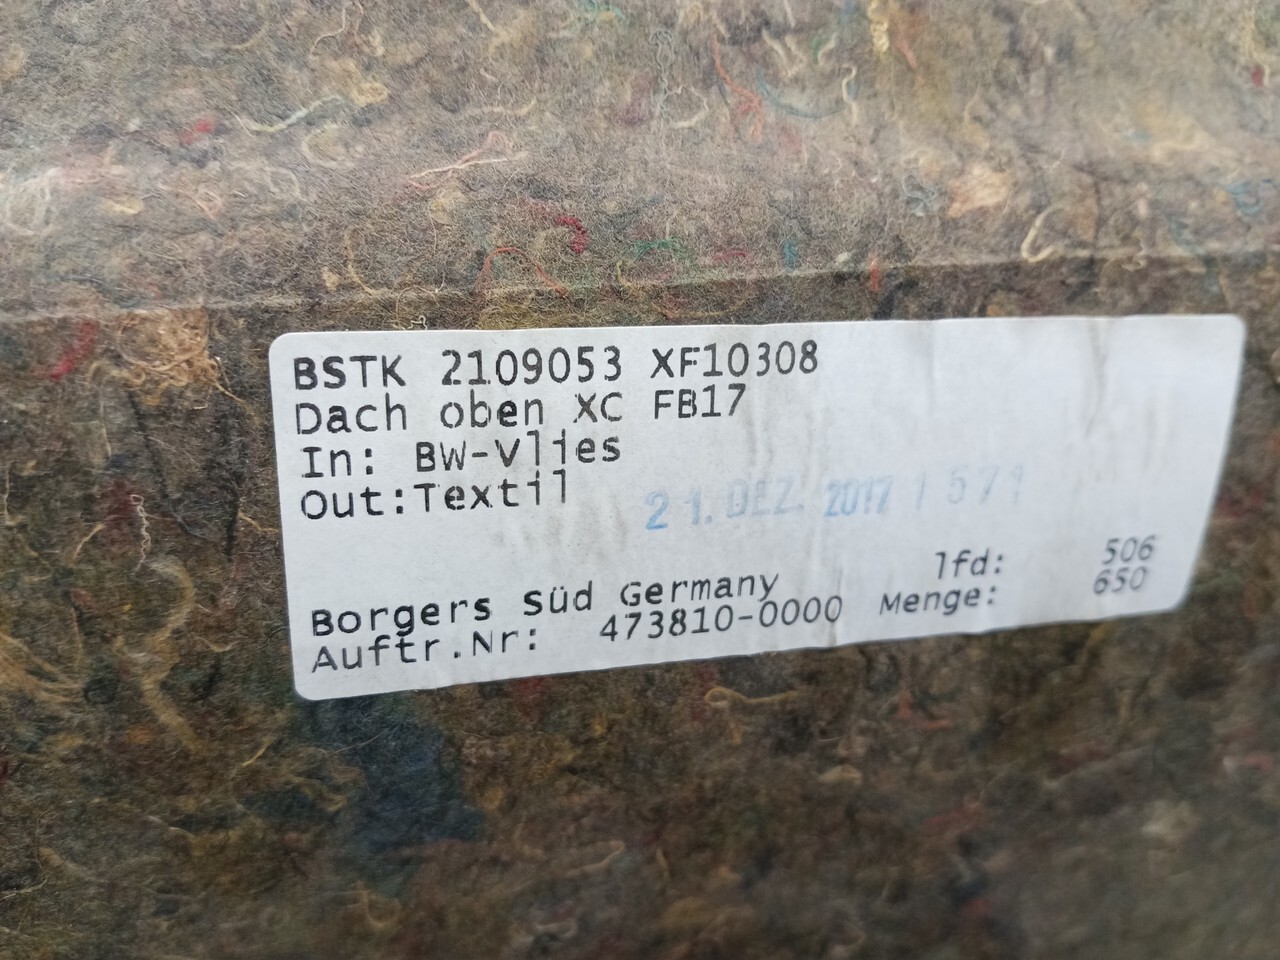 BSTK 2109053 XF10308
Dach oben XC FB17
In: BW-Vlies
Out:Textil
21. DEZ. 2017 1571
lfd: 506
Borgers Süd Germany
Menge: 650
Auftr.Nr: 473810-0000